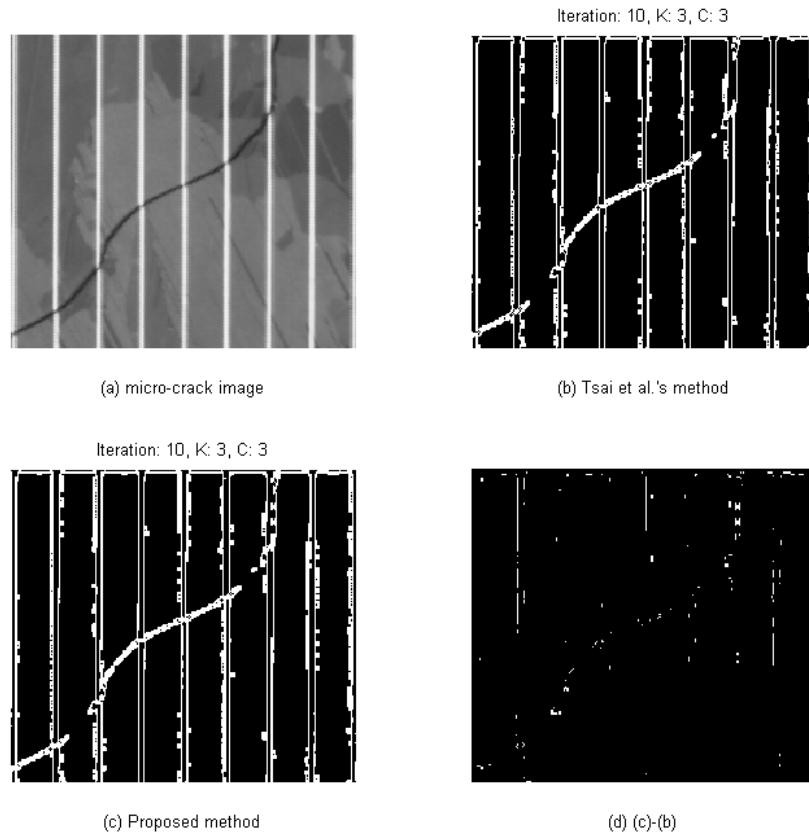 Iteration: 10, K: 3, C: 3
(a) micro-crack image
(b) Tsai et al.'s method
Iteration: 10, K: 3, C: 3
(c) Proposed method
(d) (c)-(b)